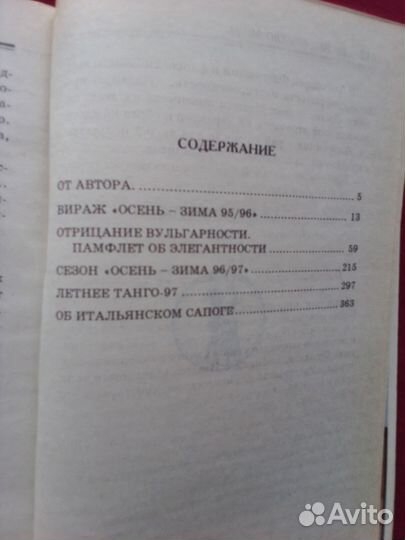 СОДЕРЖАНИЕ
ОТ АВТОРА. 5
ВИРАЖ «ОСЕНЬ – ЗИМА 95/96» 13
ОТРИЦАНИЕ ВУЛЬГАРНОСТИ.
ПАМФЛЕТ ОБ ЭЛЕГАНТНОСТИ 59
СЕЗОН «ОСЕНЬ – ЗИМА 96/97» 215
ЛЕТНЕЕ ТАНГО-97 297
ОБ ИТАЛЬЯНСКОМ САПОГЕ 363
Avito